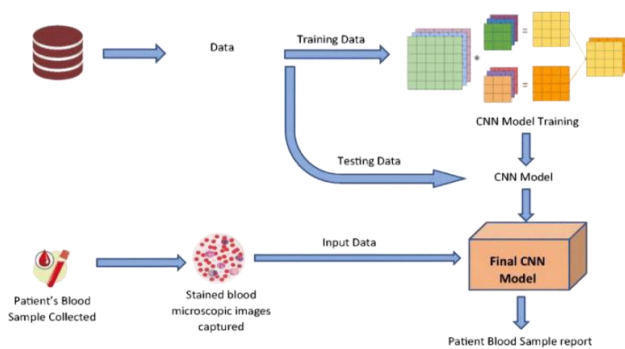 Data
Training Data
CNN Model Training
Testing Data
CNN Model
Input Data
Final CNN
Model
Patient's Blood
Sample Collected
Stained blood
microscopic images
captured
Patient Blood Sample report